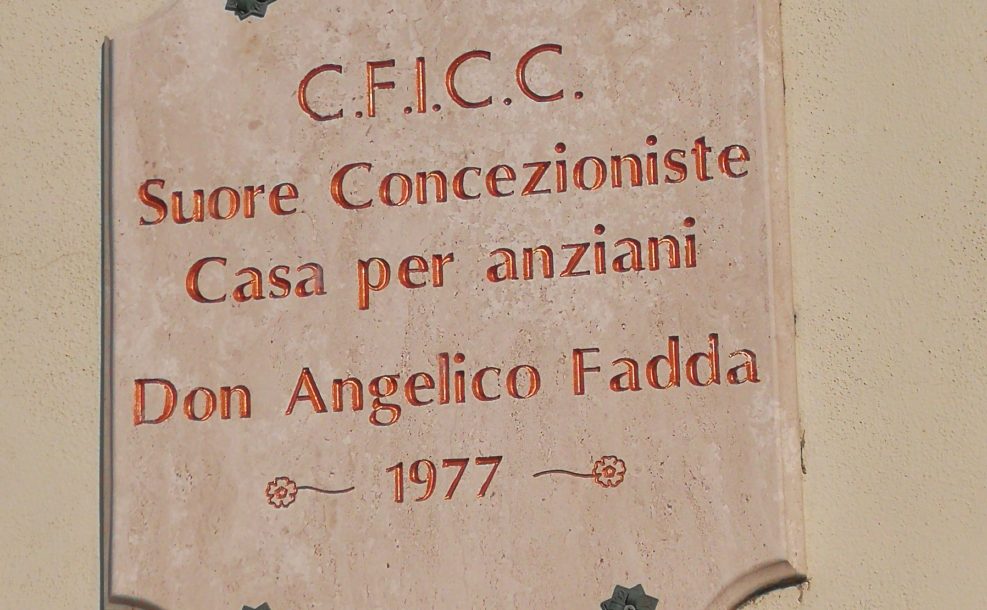 C.F.I.C.C.
Suore Concezioniste
Casa per anziani
Don Angelico Fadda
1977